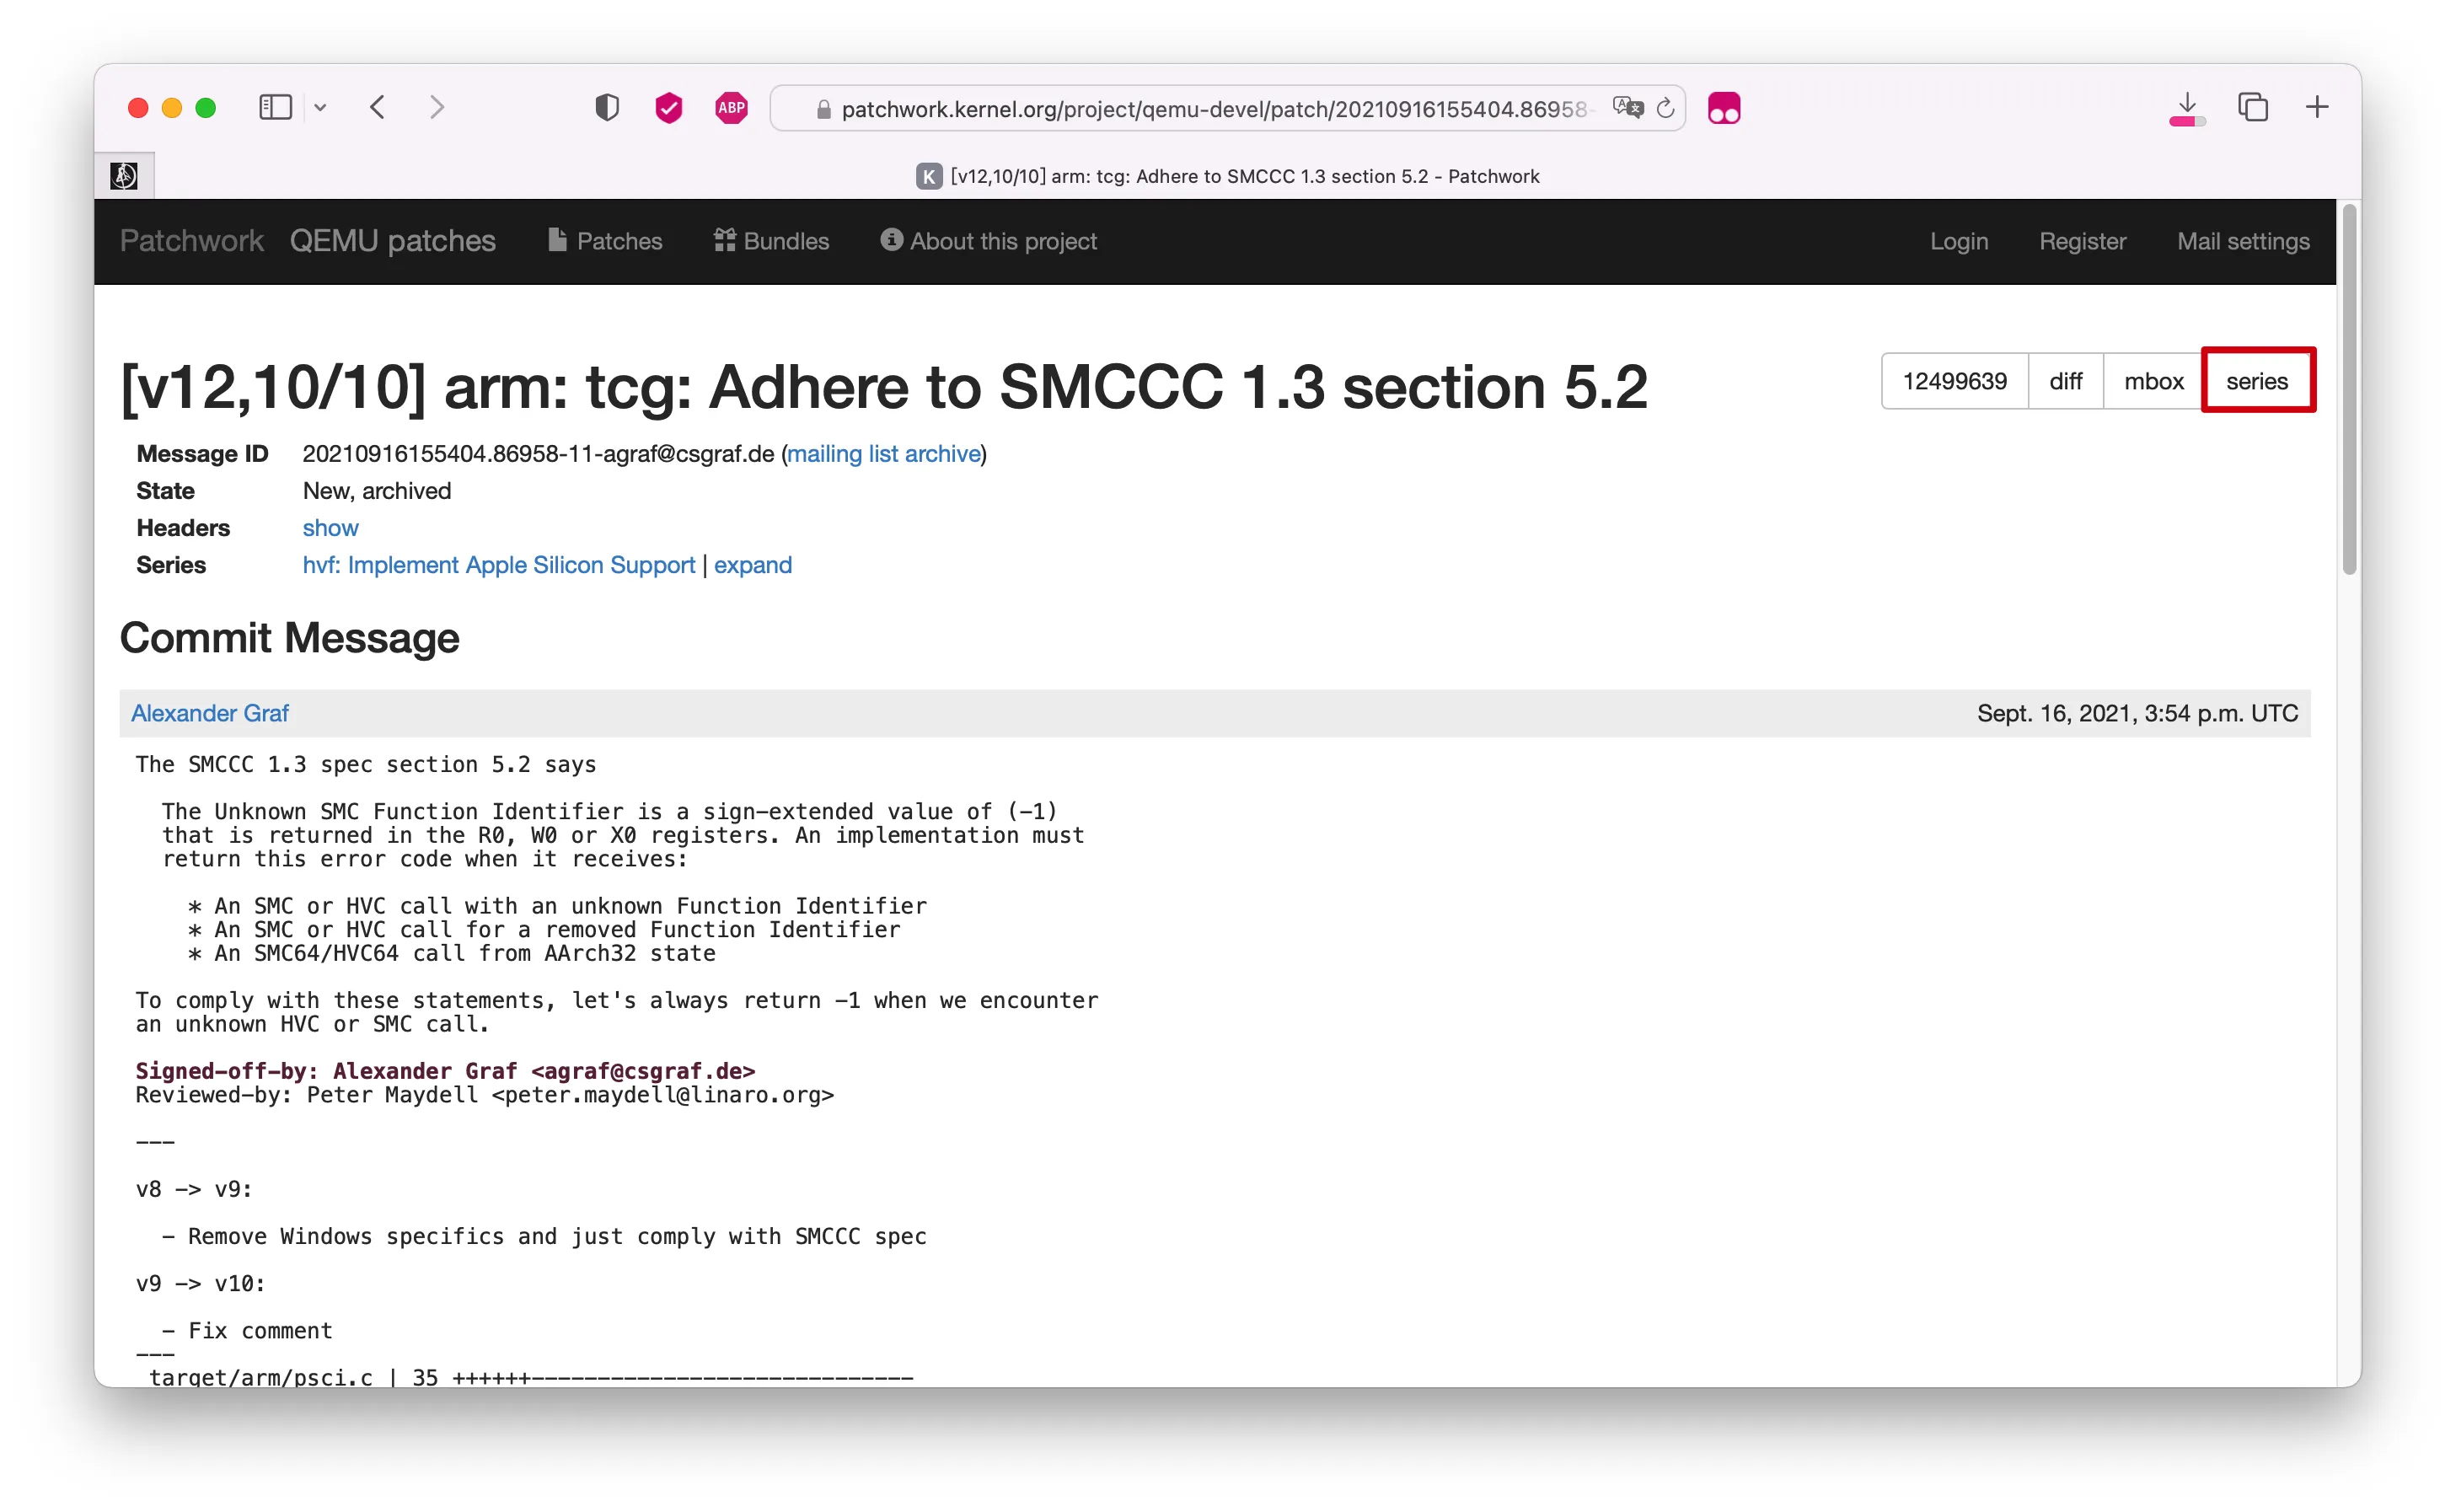 ABP
patchwork.kernel.org/project/qemu-devel/patch/20210916155404.86958-
K [v12,10/10] arm: tcg: Adhere to SMCCC 1.3 section 5.2 - Patchwork
Patchwork QEMU patches Patches Bundles About this project Login Register Mail settings
[v12,10/10] arm: tcg: Adhere to SMCCC 1.3 section 5.2
12499639 diff mbox series
Message ID 20210916155404.86958-11-agraf@csgraf.de (mailing list archive)
State New, archived
Headers show
Series hvf: Implement Apple Silicon Support | expand
Commit Message
Alexander Graf Sept. 16, 2021, 3:54 p.m. UTC
The SMCCC 1.3 spec section 5.2 says
The Unknown SMC Function Identifier is a sign-extended value of (-1)
that is returned in the R0, W0 or X0 registers. An implementation must
return this error code when it receives:
* An SMC or HVC call with an unknown Function Identifier
* An SMC or HVC call for a removed Function Identifier
* An SMC64/HVC64 call from AArch32 state
To comply with these statements, let's always return -1 when we encounter
an unknown HVC or SMC call.
Signed-off-by: Alexander Graf <agraf@csgraf.de>
Reviewed-by: Peter Maydell <peter.maydell@linaro.org>
---
v8 -> v9:
- Remove Windows specifics and just comply with SMCCC spec
v9 -> v10:
- Fix comment
---
target/arm/psci.c | 35 ++++++-----------------------------